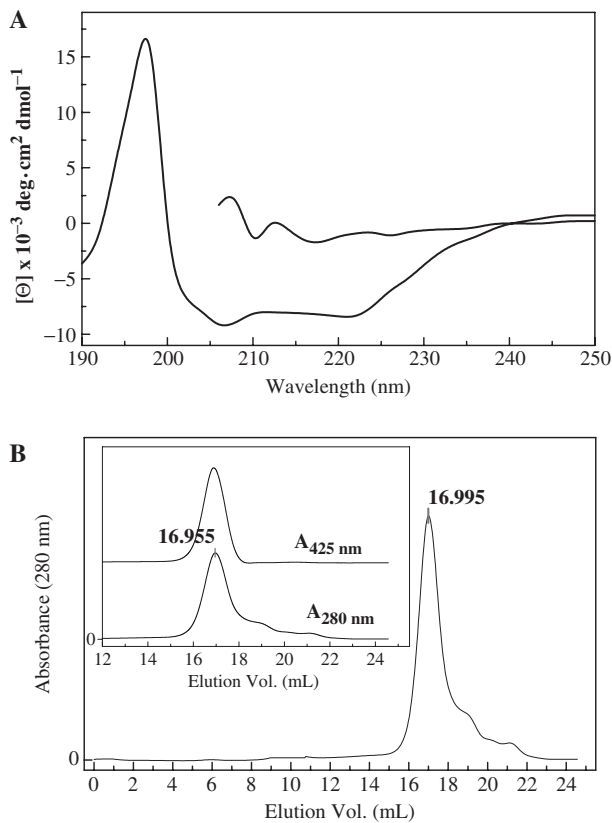 A
[Θ] x 10⁻³ deg.cm² dmol⁻¹
15
10
5
0
−5
−10
190 200 210 220 230 240 250
Wavelength (nm)
B
16.995
16.955
A425 nm
A280 nm
0
12 14 16 18 20 22 24
Elution Vol. (mL)
Absorbance (280 nm)
0
0 2 4 6 8 10 12 14 16 18 20 22 24
Elution Vol. (mL)